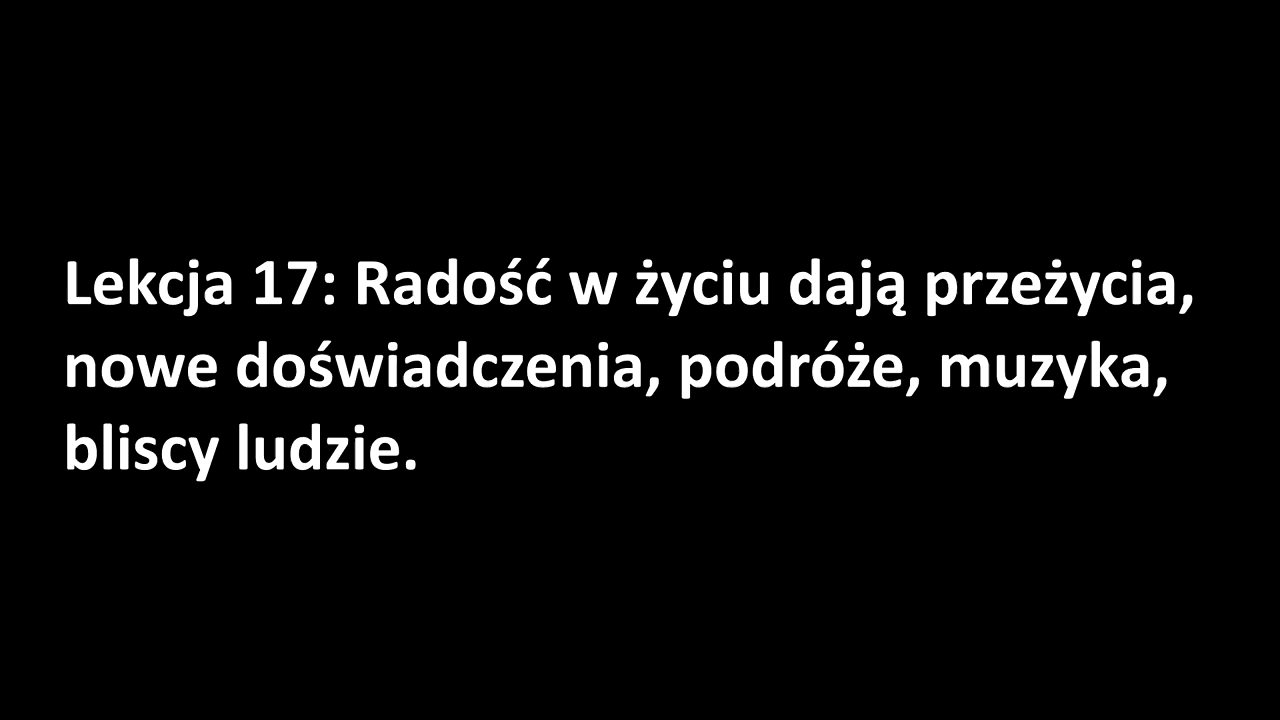 Lekcja 17: Radość w życiu dają przeżycia,
nowe doświadczenia, podróże, muzyka,
bliscy ludzie.